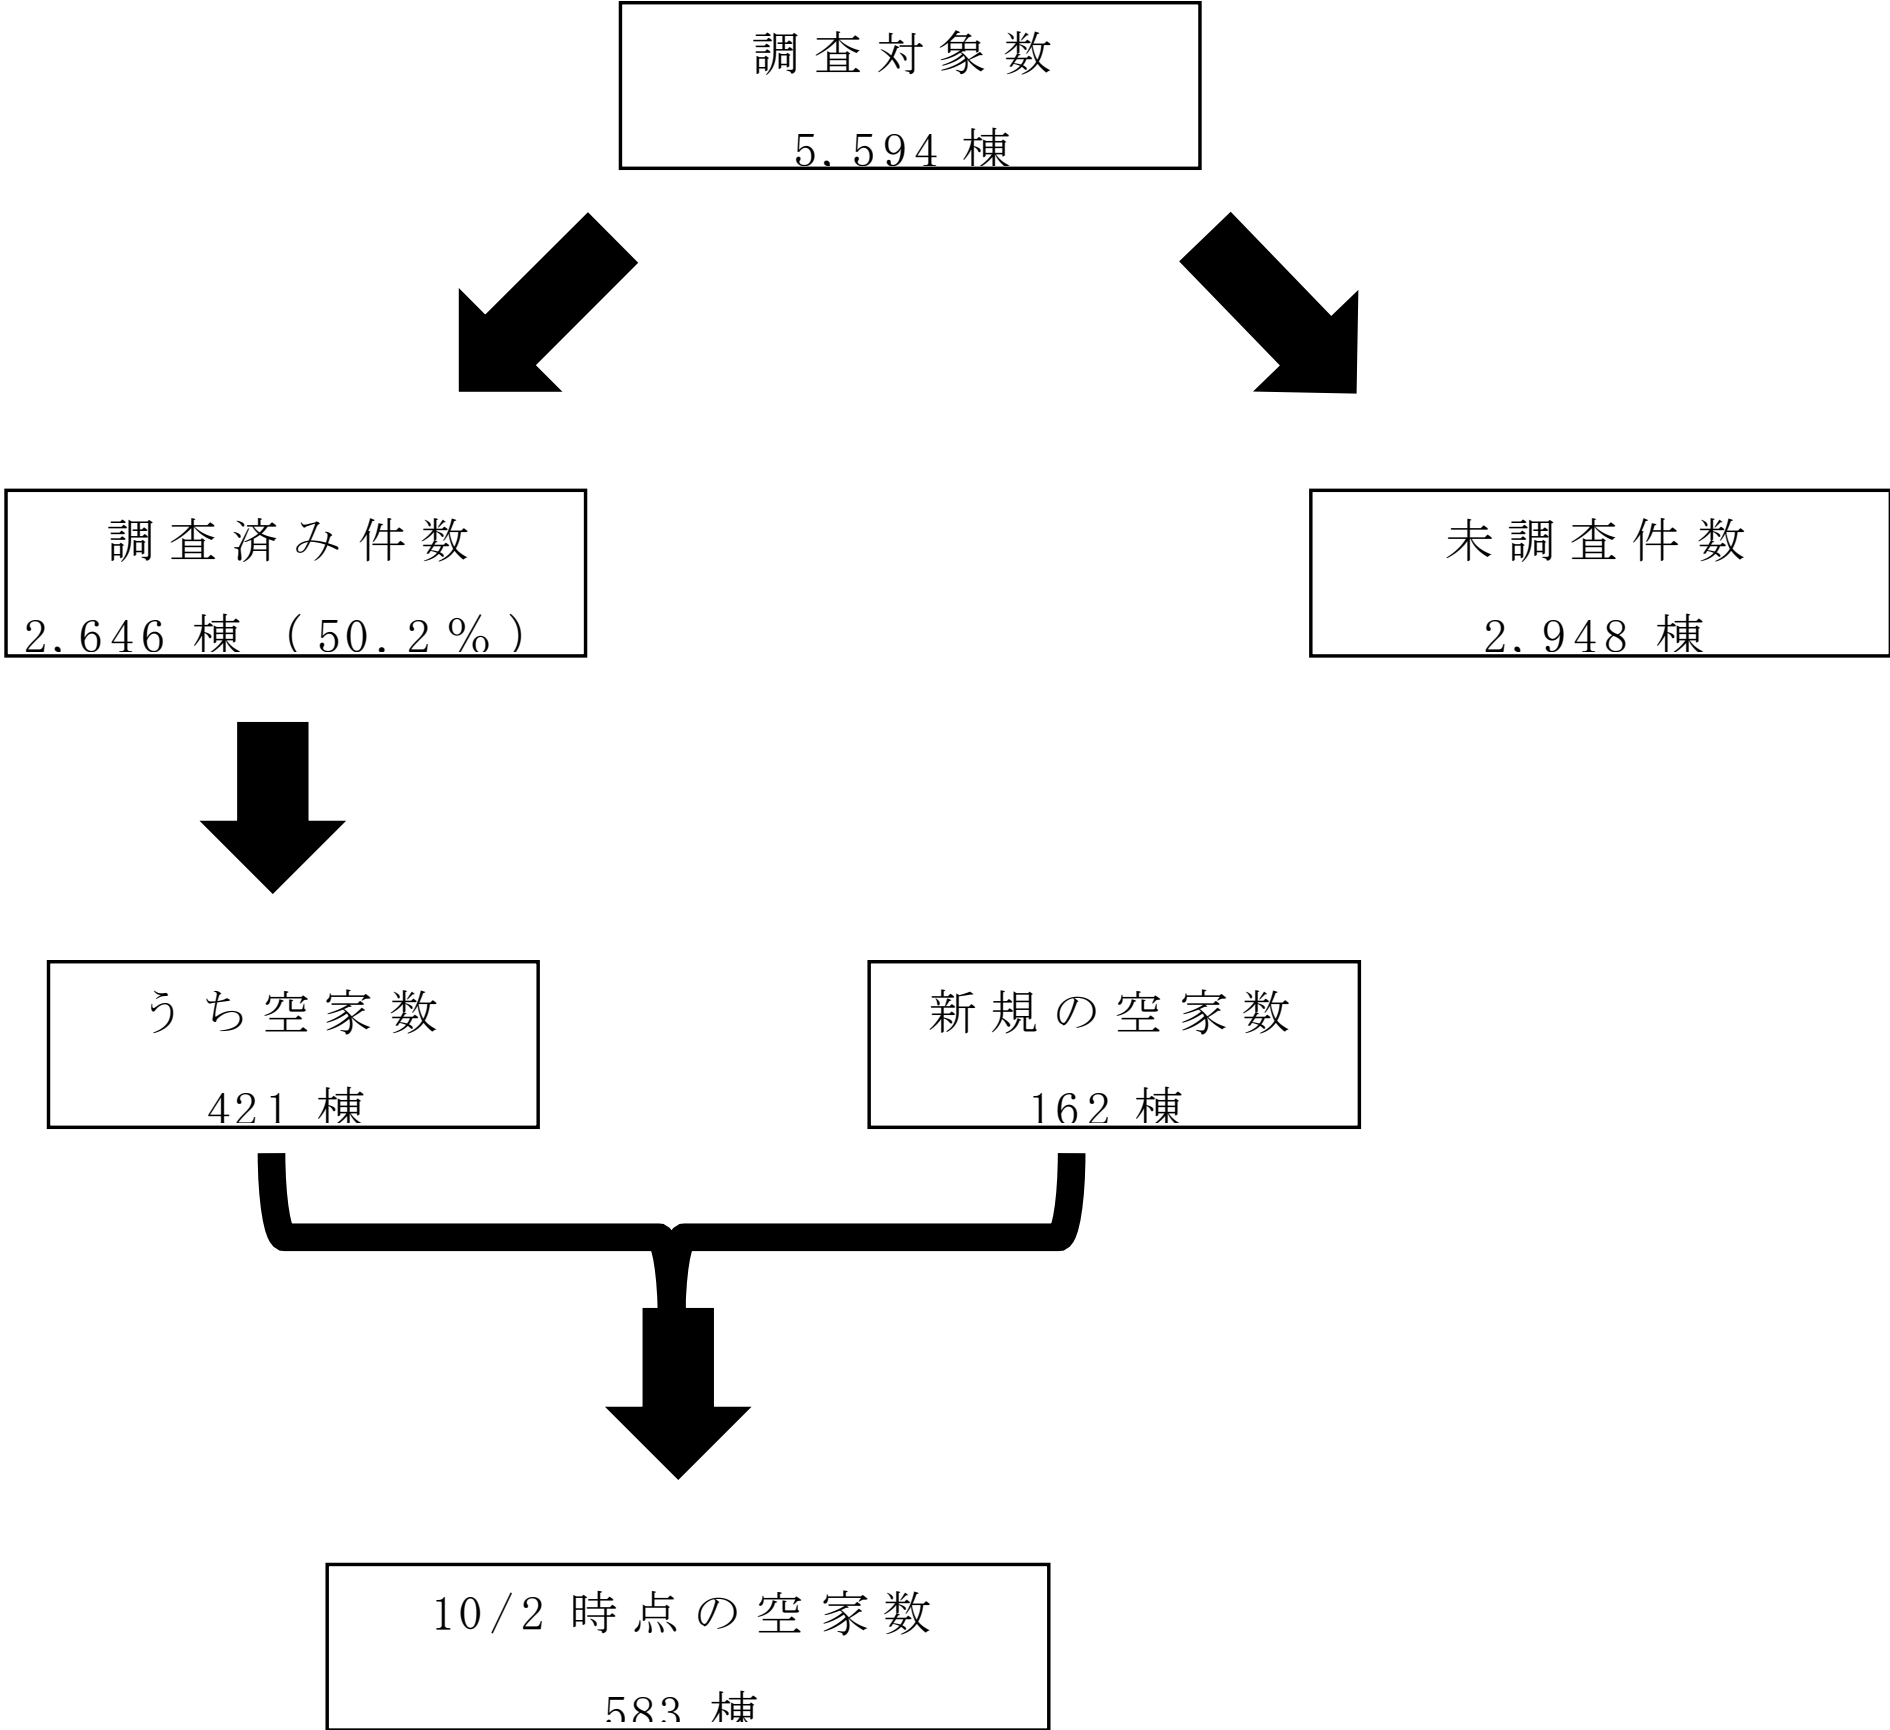 調査対象数
5,594 棟
調査済み件数
2,646 棟 (50.2%)
未調査件数
2,948 棟
うち空家数
421 棟
新規の空家数
162 棟
10/2 時点の空家数
583 棟